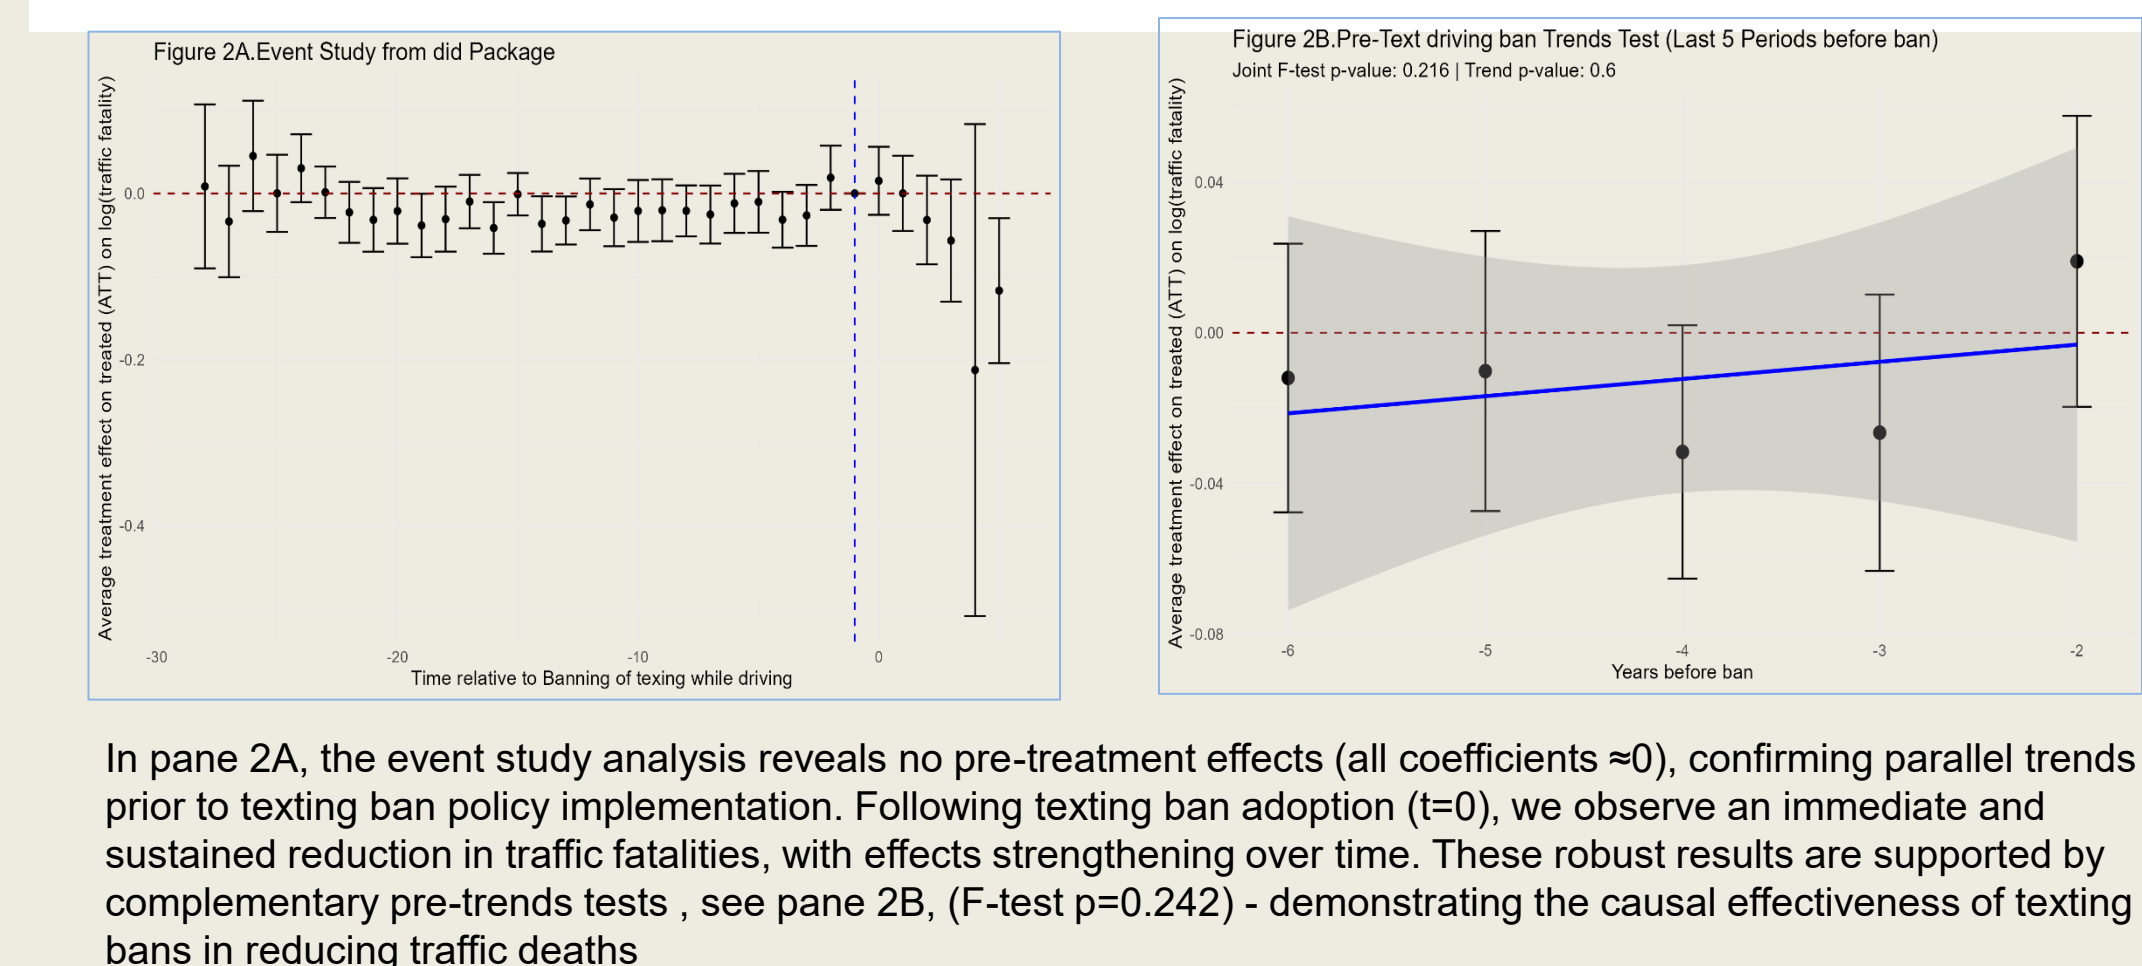 Figure 2A.Event Study from did Package
Average treatment effect on treated (ATT) on log(traffic fatality)
0.0
-0.2
-0.4
-30
-20
-10
0
Time relative to Banning of texing while driving
Figure 2B.Pre-Text driving ban Trends Test (Last 5 Periods before ban)
Joint F-test p-value: 0.216 | Trend p-value: 0.6
Average treatment effect on treated (ATT) on log(traffic fatality)
0.04
0.00
-0.04
-0.08
-6
-5
-4
-3
-2
Years before ban
In pane 2A, the event study analysis reveals no pre-treatment effects (all coefficients ≈0), confirming parallel trends
prior to texting ban policy implementation. Following texting ban adoption (t=0), we observe an immediate and
sustained reduction in traffic fatalities, with effects strengthening over time. These robust results are supported by
complementary pre-trends tests , see pane 2B, (F-test p=0.242) - demonstrating the causal effectiveness of texting
bans in reducing traffic deaths